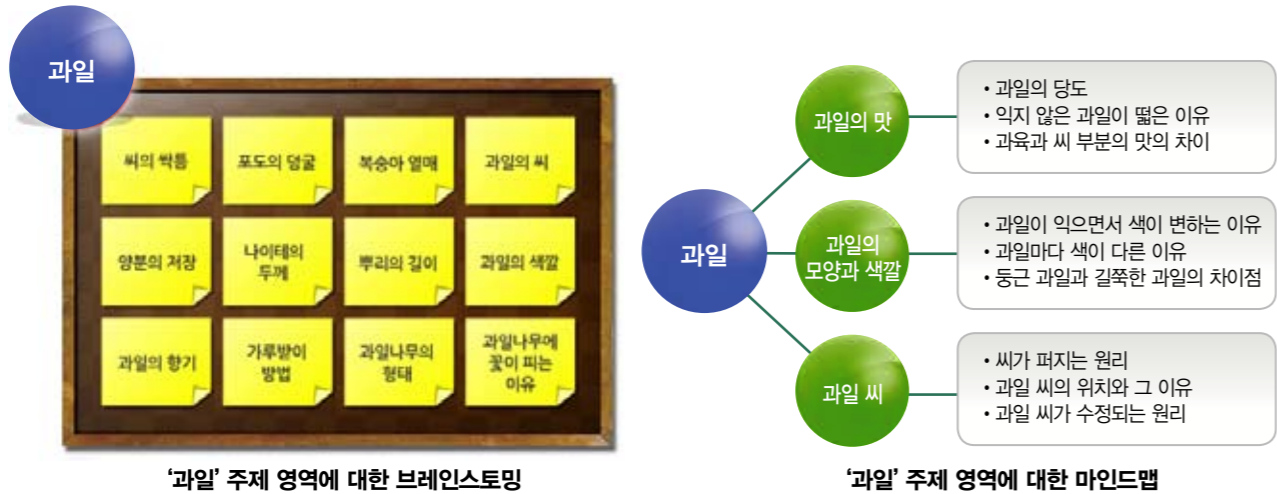 과일
씨의 싹틈
포도의 덩굴
복숭아 열매
과일의 씨
양분의 저장
나이테의
두께
뿌리의 길이
과일의 색깔
과일의 향기
가루받이
방법
과일나무의
형태
과일나무에
꽃이 피는
이유
'과일' 주제 영역에 대한 브레인스토밍
과일
과일의 맛
• 과일의 당도
• 익지 않은 과일이 떫은 이유
• 과육과 씨 부분의 맛의 차이
과일의
모양과 색깔
• 과일이 익으면서 색이 변하는 이유
• 과일마다 색이 다른 이유
• 둥근 과일과 길쭉한 과일의 차이점
과일 씨
• 씨가 퍼지는 원리
• 과일 씨의 위치와 그 이유
• 과일 씨가 수정되는 원리
'과일' 주제 영역에 대한 마인드맵